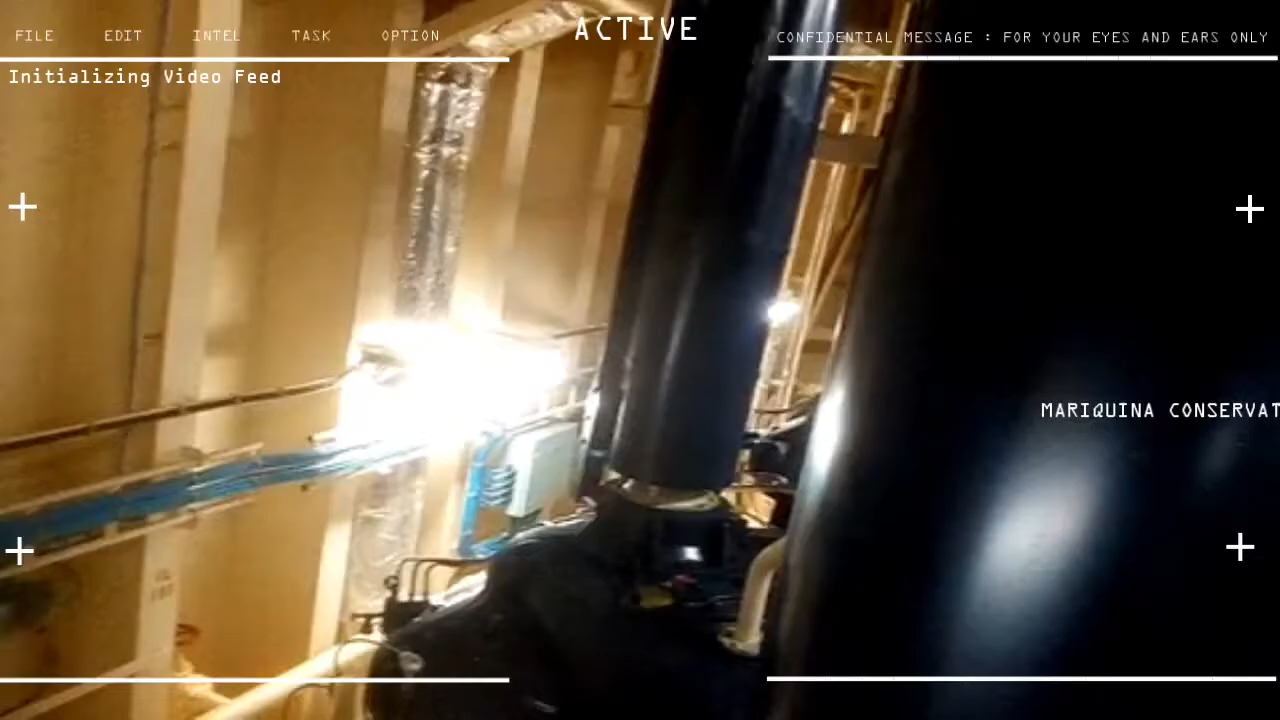 FILE EDIT INTEL TASK OPTION
ACTIVE
CONFIDENTIAL MESSAGE : FOR YOUR EYES AND EARS ONLY
Initializing Video Feed
MARIQUINA CONSERVAT